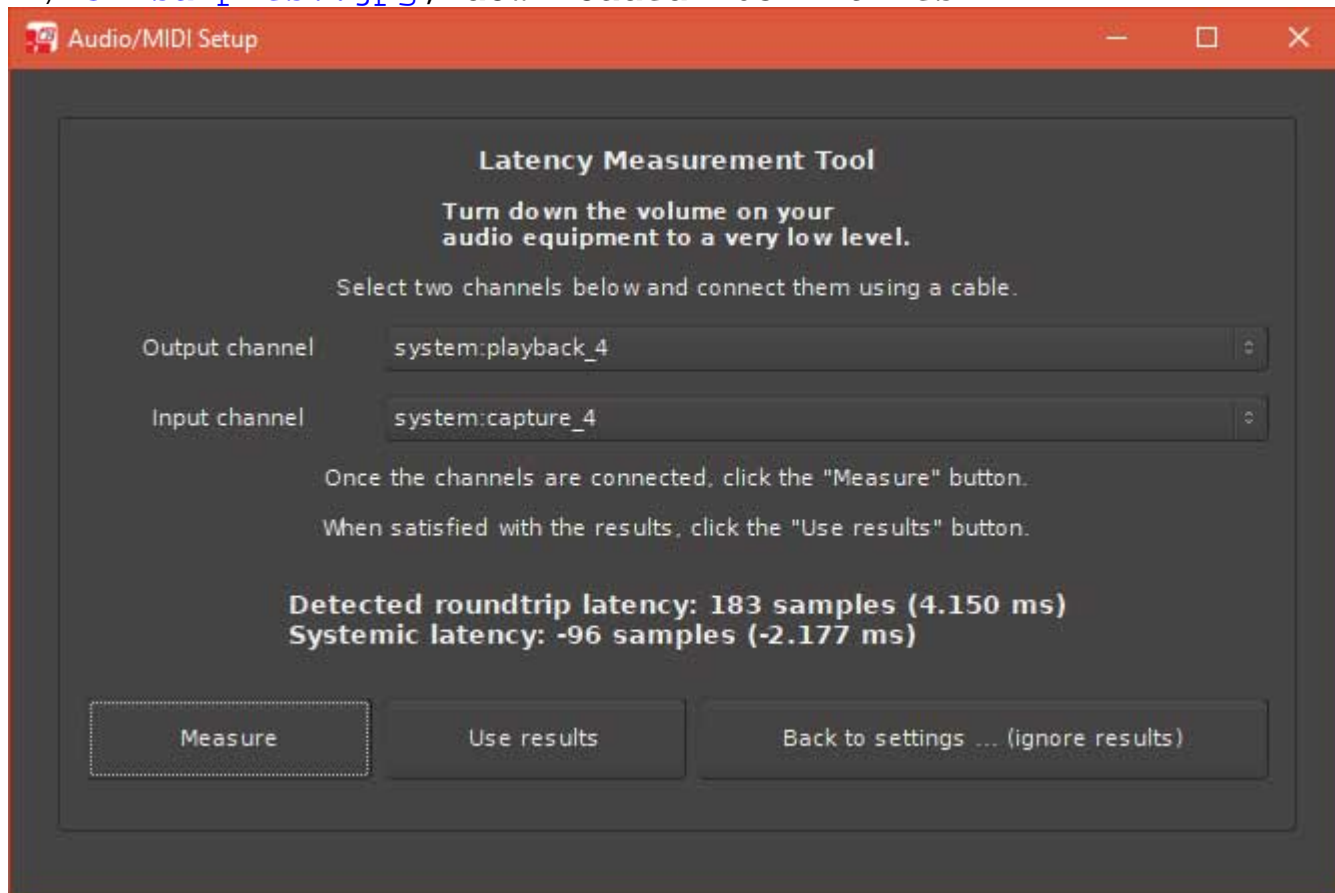 Audio/MIDI Setup
Latency Measurement Tool
Turn down the volume on your
audio equipment to a very low level.
Select two channels below and connect them using a cable.
Output channel system:playback_4
Input channel system:capture_4
Once the channels are connected, click the "Measure" button.
When satisfied with the results, click the "Use results" button.
Detected roundtrip latency: 183 samples (4.150 ms)
Systemic latency: -96 samples (-2.177 ms)
Measure Use results Back to settings ... (ignore results)